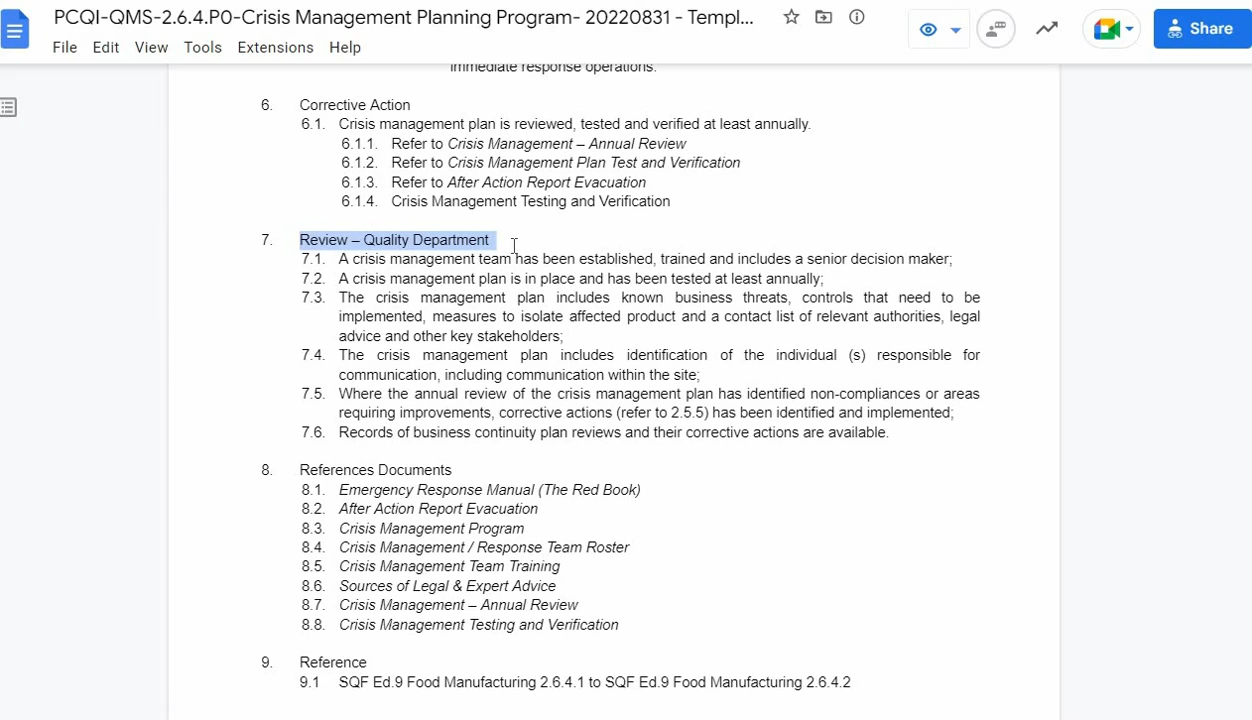 PCQI-QMS-2.6.4.P0-Crisis Management Planning Program- 20220831 - Templ...
File Edit View Tools Extensions Help
Share
immediate response operations.
6. Corrective Action
6.1. Crisis management plan is reviewed, tested and verified at least annually.
6.1.1. Refer to Crisis Management – Annual Review
6.1.2. Refer to Crisis Management Plan Test and Verification
6.1.3. Refer to After Action Report Evacuation
6.1.4. Crisis Management Testing and Verification
7. Review – Quality Department
7.1. A crisis management team has been established, trained and includes a senior decision maker;
7.2. A crisis management plan is in place and has been tested at least annually;
7.3. The crisis management plan includes known business threats, controls that need to be
implemented, measures to isolate affected product and a contact list of relevant authorities, legal
advice and other key stakeholders;
7.4. The crisis management plan includes identification of the individual (s) responsible for
communication, including communication within the site;
7.5. Where the annual review of the crisis management plan has identified non-compliances or areas
requiring improvements, corrective actions (refer to 2.5.5) has been identified and implemented;
7.6. Records of business continuity plan reviews and their corrective actions are available.
8. References Documents
8.1. Emergency Response Manual (The Red Book)
8.2. After Action Report Evacuation
8.3. Crisis Management Program
8.4. Crisis Management / Response Team Roster
8.5. Crisis Management Team Training
8.6. Sources of Legal & Expert Advice
8.7. Crisis Management – Annual Review
8.8. Crisis Management Testing and Verification
9. Reference
9.1 SQF Ed.9 Food Manufacturing 2.6.4.1 to SQF Ed.9 Food Manufacturing 2.6.4.2